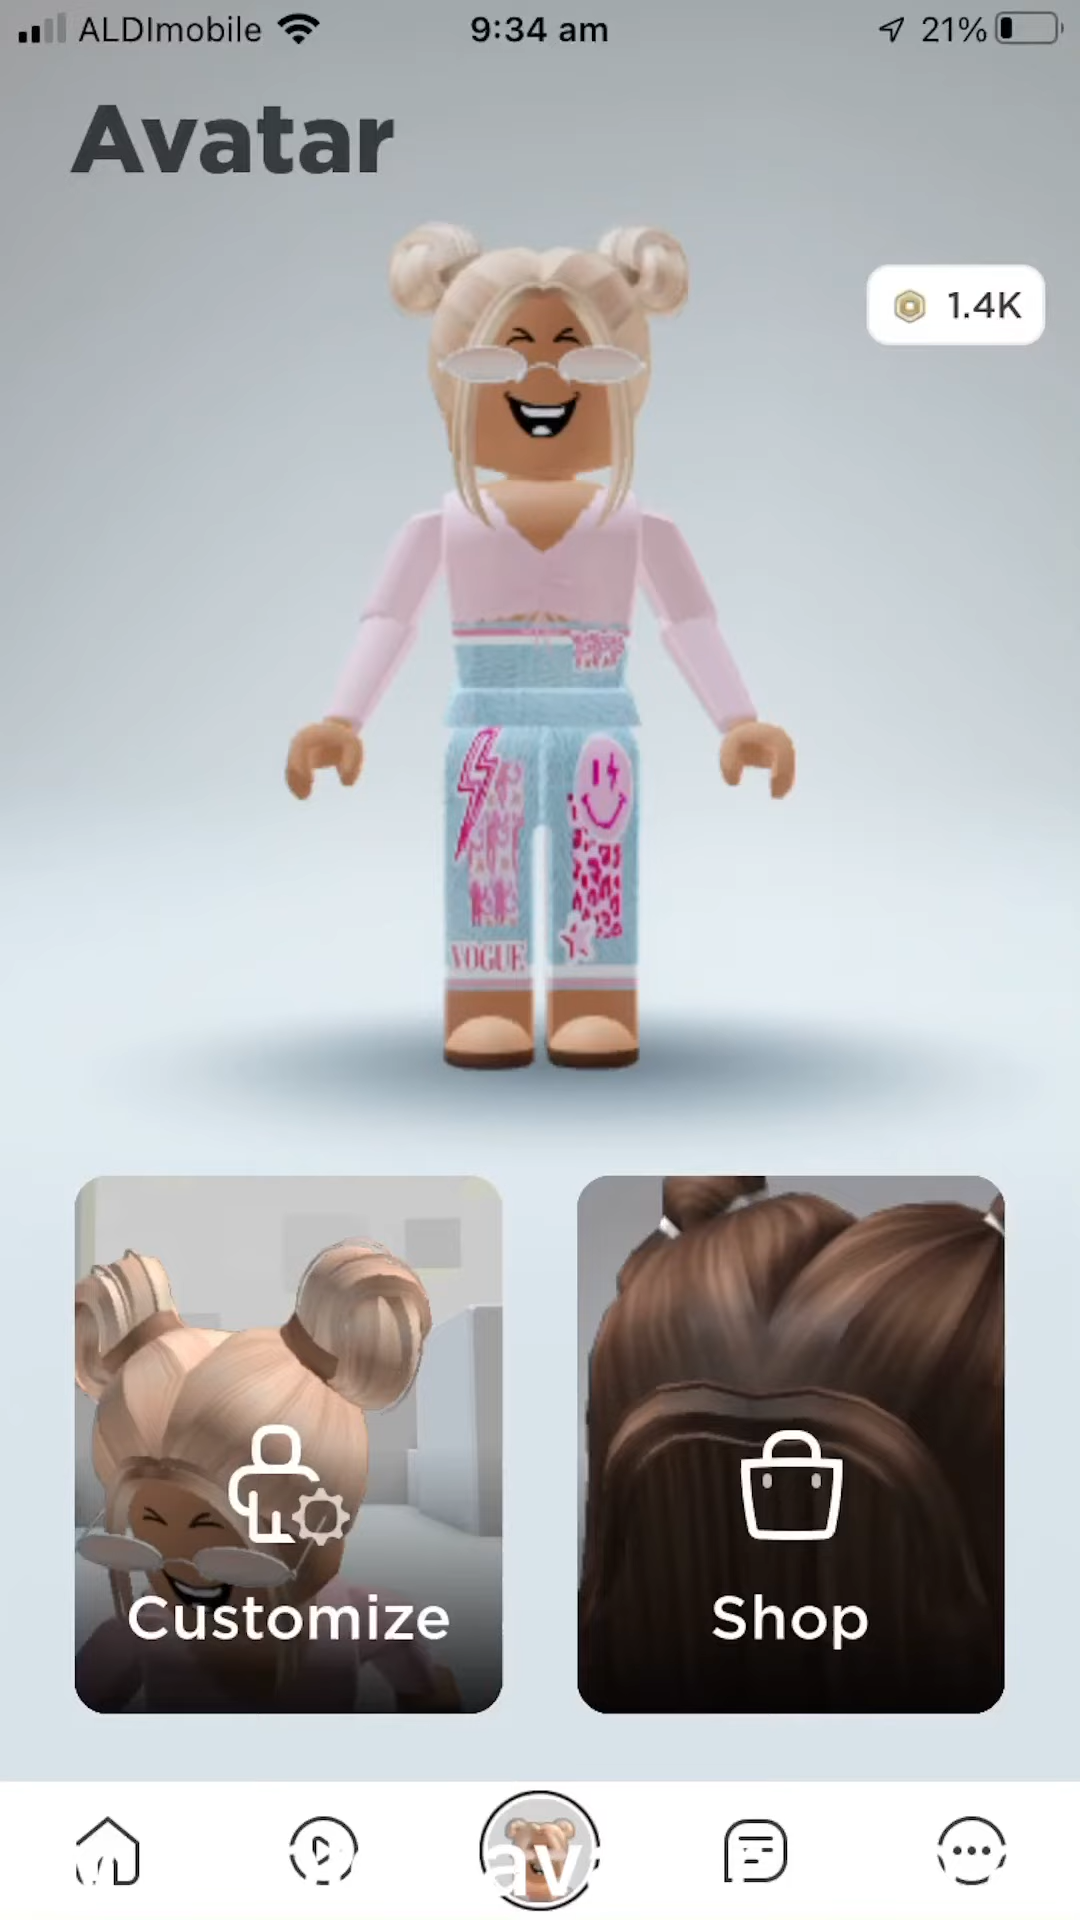 ALDImobile 9:34 am 21%
Avatar
1.4K
VOGUE
Customize
Shop